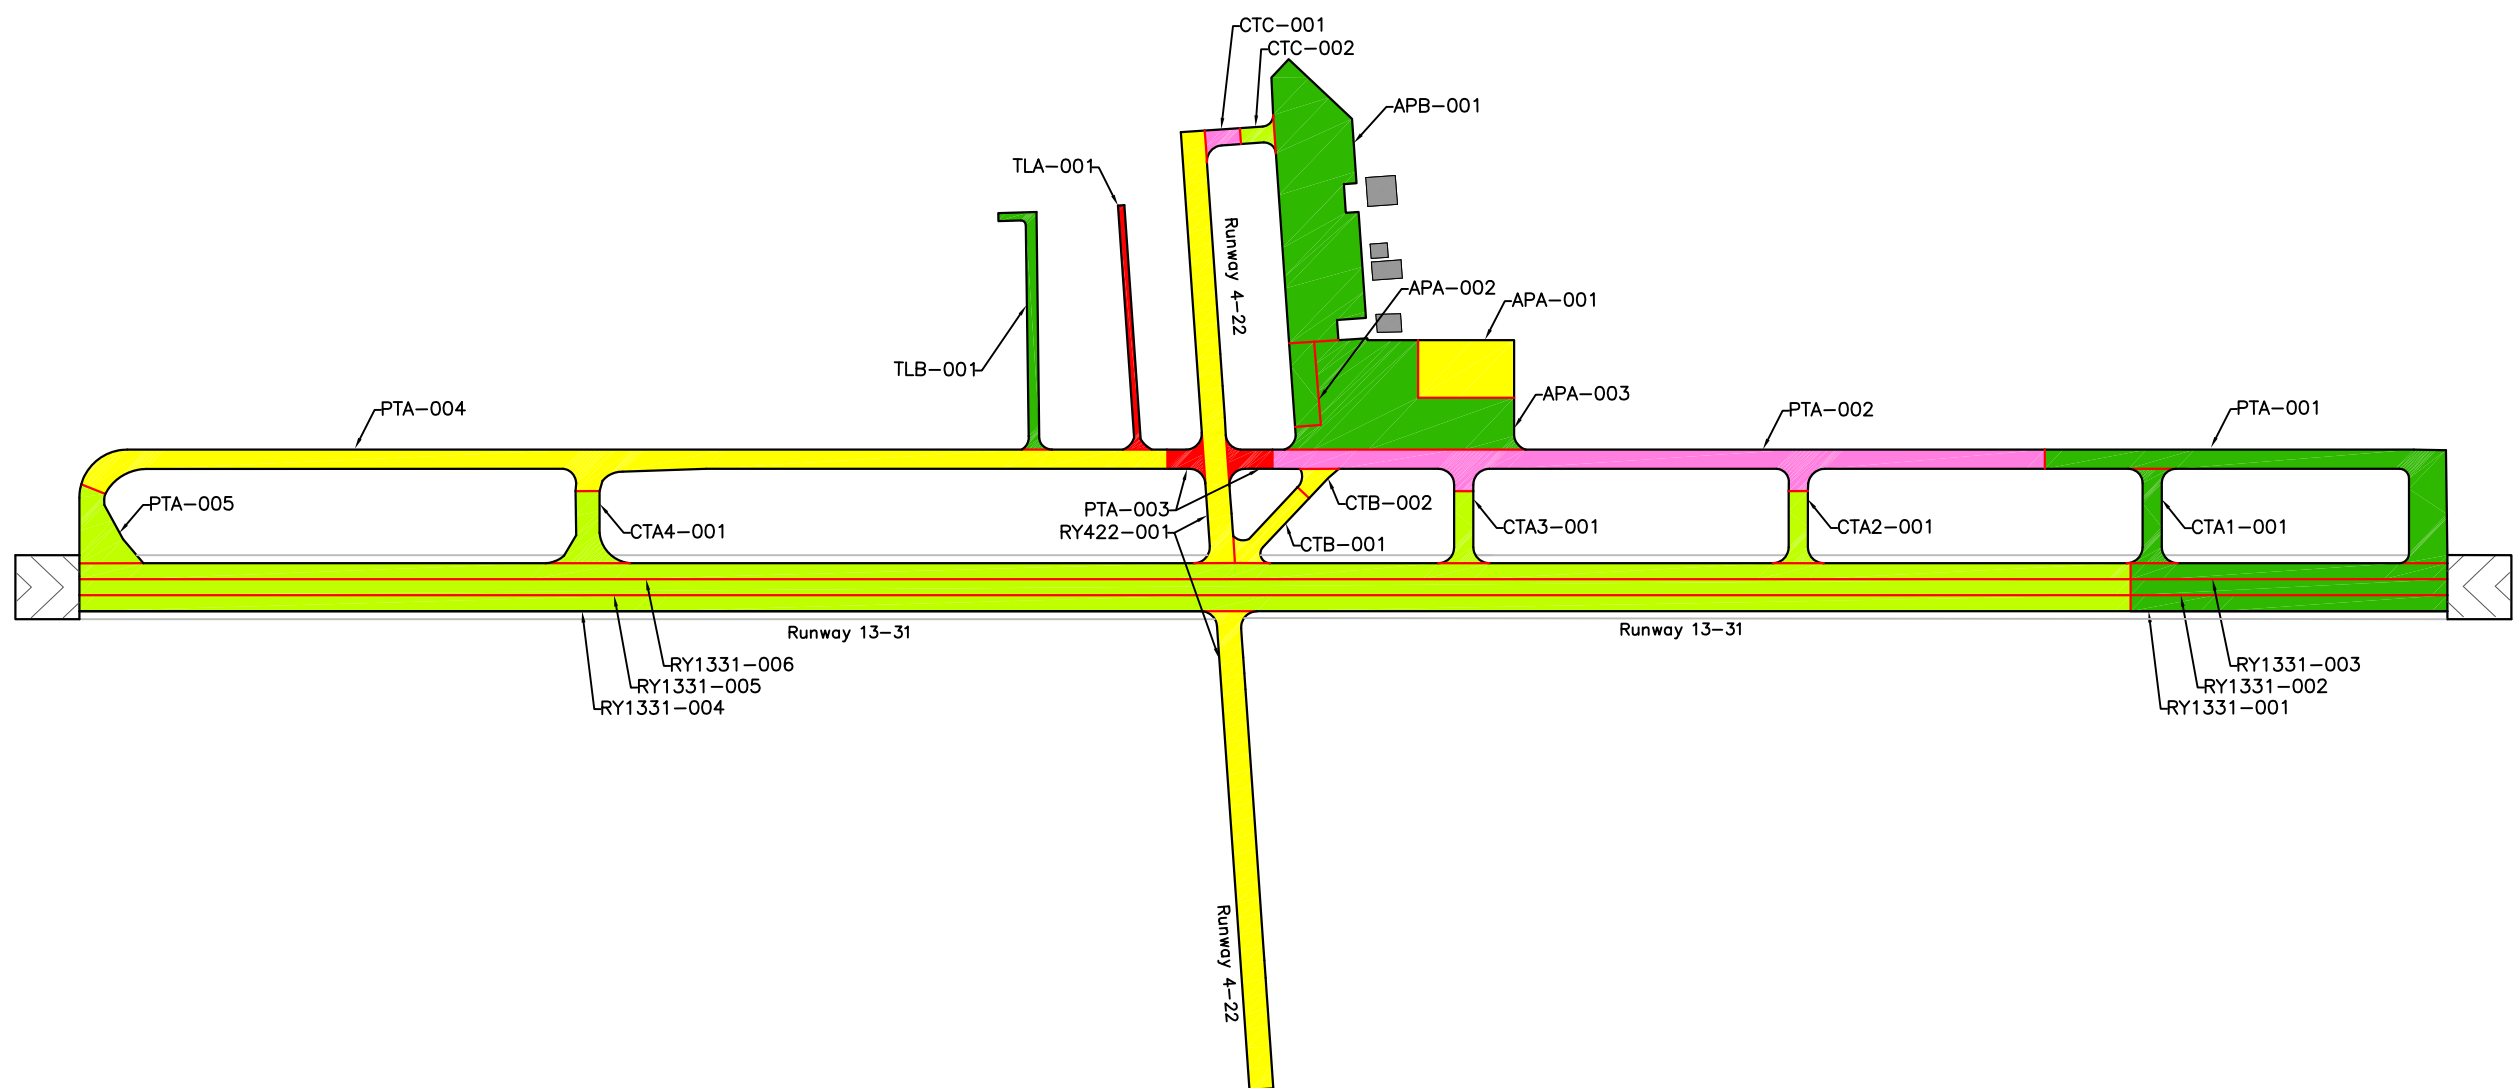 CTC-001
CTC-002
APB-001
TLA-001
Runway 4-22
APA-002
APA-001
TLB-001
APA-003
PTA-004
PTA-002
PTA-001
PTA-005
CTA4-001
PTA-003
RY422-001
CTB-002
CTB-001
CTA3-001
CTA2-001
CTA1-001
Runway 13-31
Runway 13-31
RY1331-006
RY1331-005
RY1331-004
RY1331-003
RY1331-002
RY1331-001
Runway 4-22